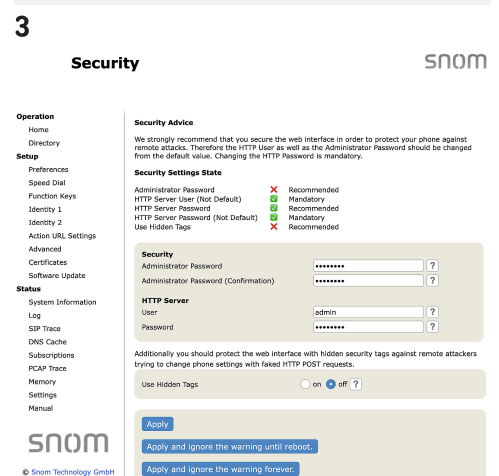 3
Security
snom
Operation
Home
Directory
Setup
Preferences
Speed Dial
Function Keys
Identity 1
Identity 2
Action URL Settings
Advanced
Certificates
Software Update
Status
System Information
Log
SIP Trace
DNS Cache
Subscriptions
PCAP Trace
Memory
Settings
Manual
snom
© Snom Technology GmbH
Security Advice
We strongly recommend that you secure the web interface in order to protect your phone against
remote attacks. Therefore the HTTP User as well as the Administrator Password should be changed
from the default value. Changing the HTTP Password is mandatory.
Security Settings State
Administrator Password ❌ Recommended
HTTP Server User (Not Default) ✅ Mandatory
HTTP Server Password ✅ Recommended
HTTP Server Password (Not Default) ✅ Mandatory
Use Hidden Tags ❌ Recommended
Security
Administrator Password •••••••• ?
Administrator Password (Confirmation) •••••••• ?
HTTP Server
User admin ?
Password •••••••• ?
Additionally you should protect the web interface with hidden security tags against remote attackers
trying to change phone settings with faked HTTP POST requests.
Use Hidden Tags on off ?
Apply
Apply and ignore the warning until reboot.
Apply and ignore the warning forever.